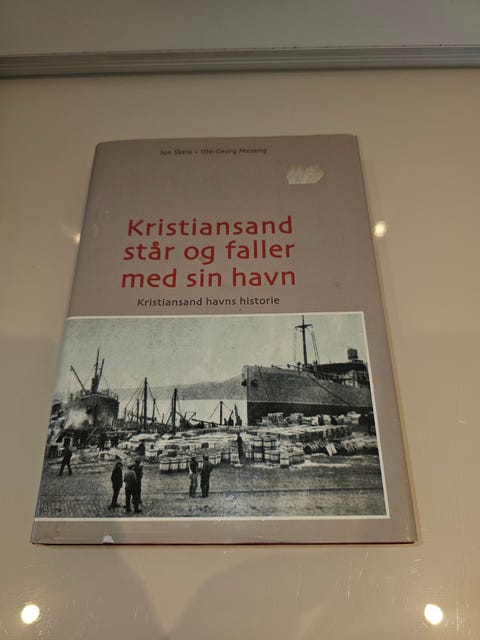 Jon Skeie • Ole-Georg Moseng
Kristiansand
står og faller
med sin havn
Kristiansand havns historie